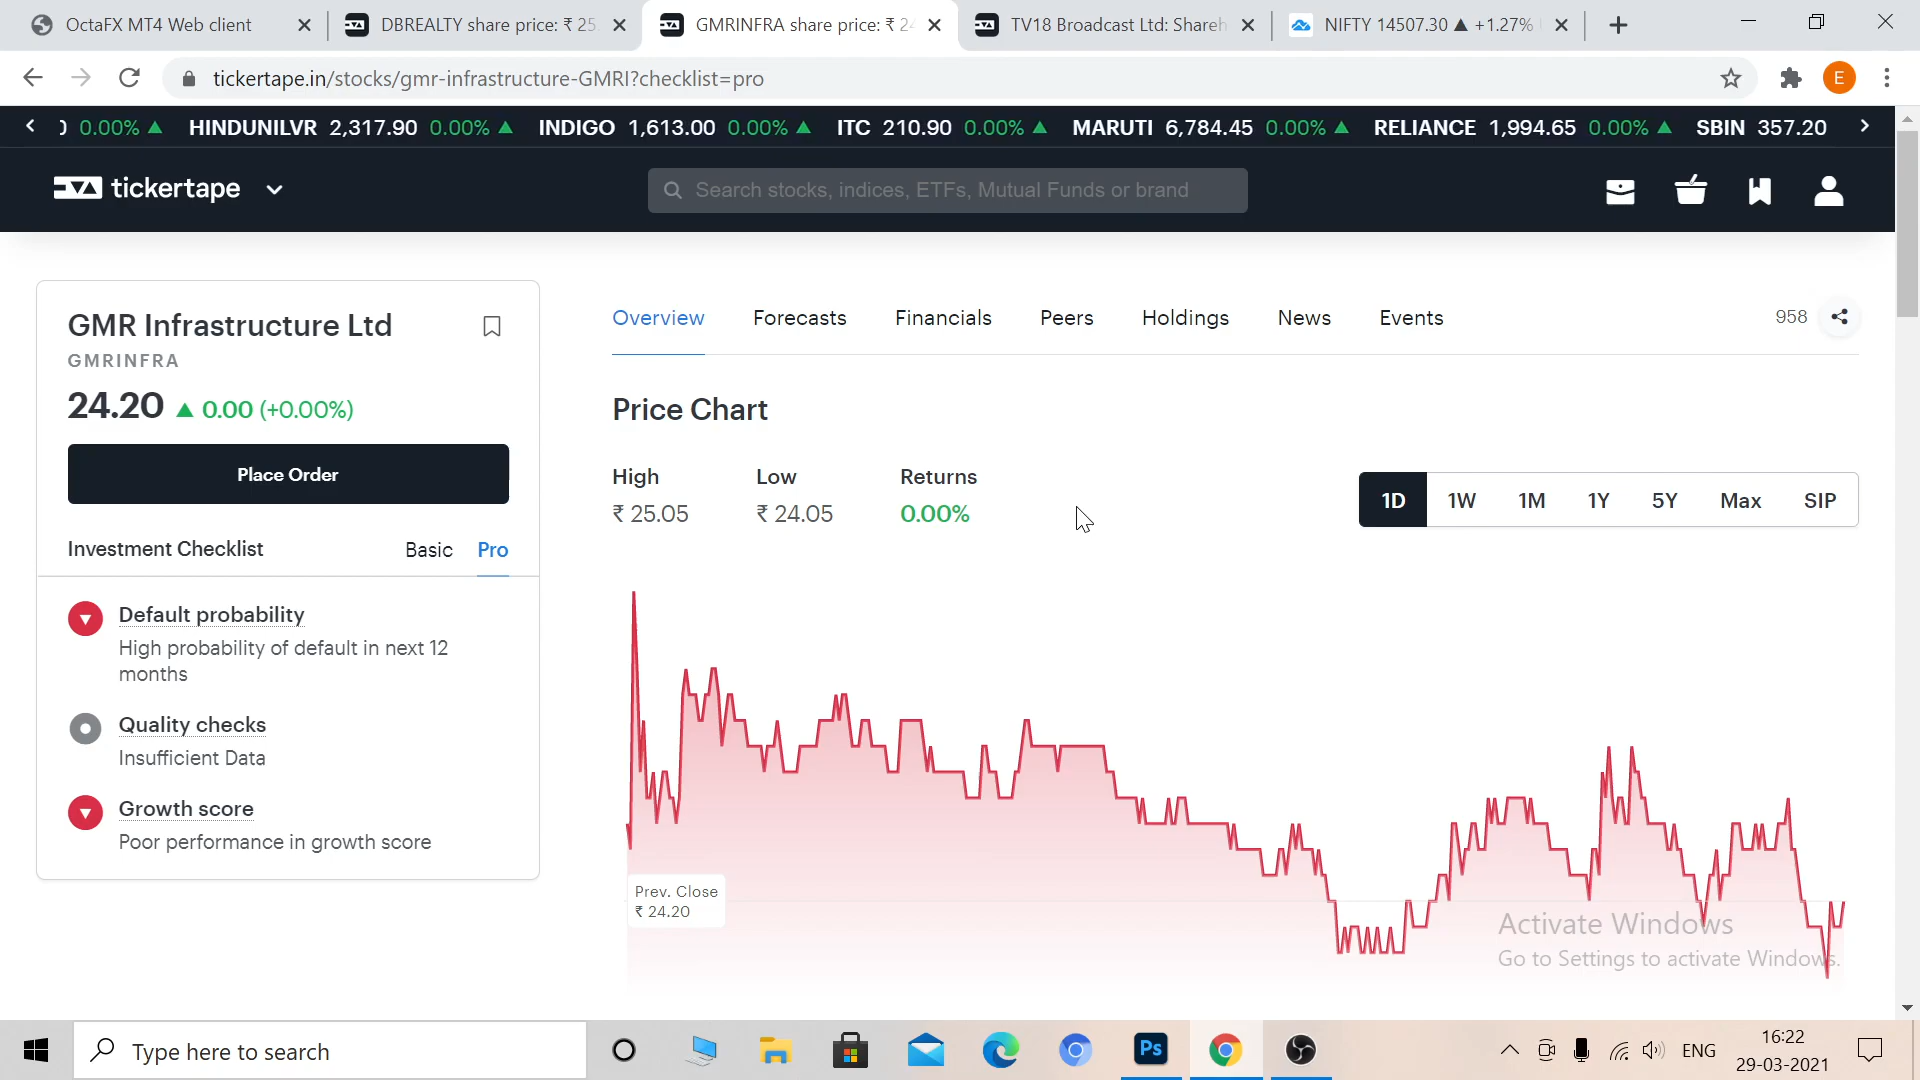 OctaFX MT4 Web client
DBREALTY share price: ₹ 25
GMRINFRA share price: ₹ 24
TV18 Broadcast Ltd: Shareh
NIFTY 14507.30 ▲ +1.27%
tickertape.in/stocks/gmr-infrastructure-GMRI?checklist=pro
E
0.00% ▲ HINDUNILVR 2,317.90 0.00% ▲ INDIGO 1,613.00 0.00% ▲ ITC 210.90 0.00% ▲ MARUTI 6,784.45 0.00% ▲ RELIANCE 1,994.65 0.00% ▲ SBIN 357.20
tickertape
Search stocks, indices, ETFs, Mutual Funds or brand
GMR Infrastructure Ltd
GMRINFRA
24.20 ▲ 0.00 (+0.00%)
Place Order
Investment Checklist Basic Pro
Default probability
High probability of default in next 12
months
Quality checks
Insufficient Data
Growth score
Poor performance in growth score
Overview Forecasts Financials Peers Holdings News Events 958
Price Chart
High Low Returns
₹ 25.05 ₹ 24.05 0.00%
1D 1W 1M 1Y 5Y Max SIP
Prev. Close
₹ 24.20
Activate Windows
Go to Settings to activate Windows.
Type here to search
Ps
ENG
16:22
29-03-2021